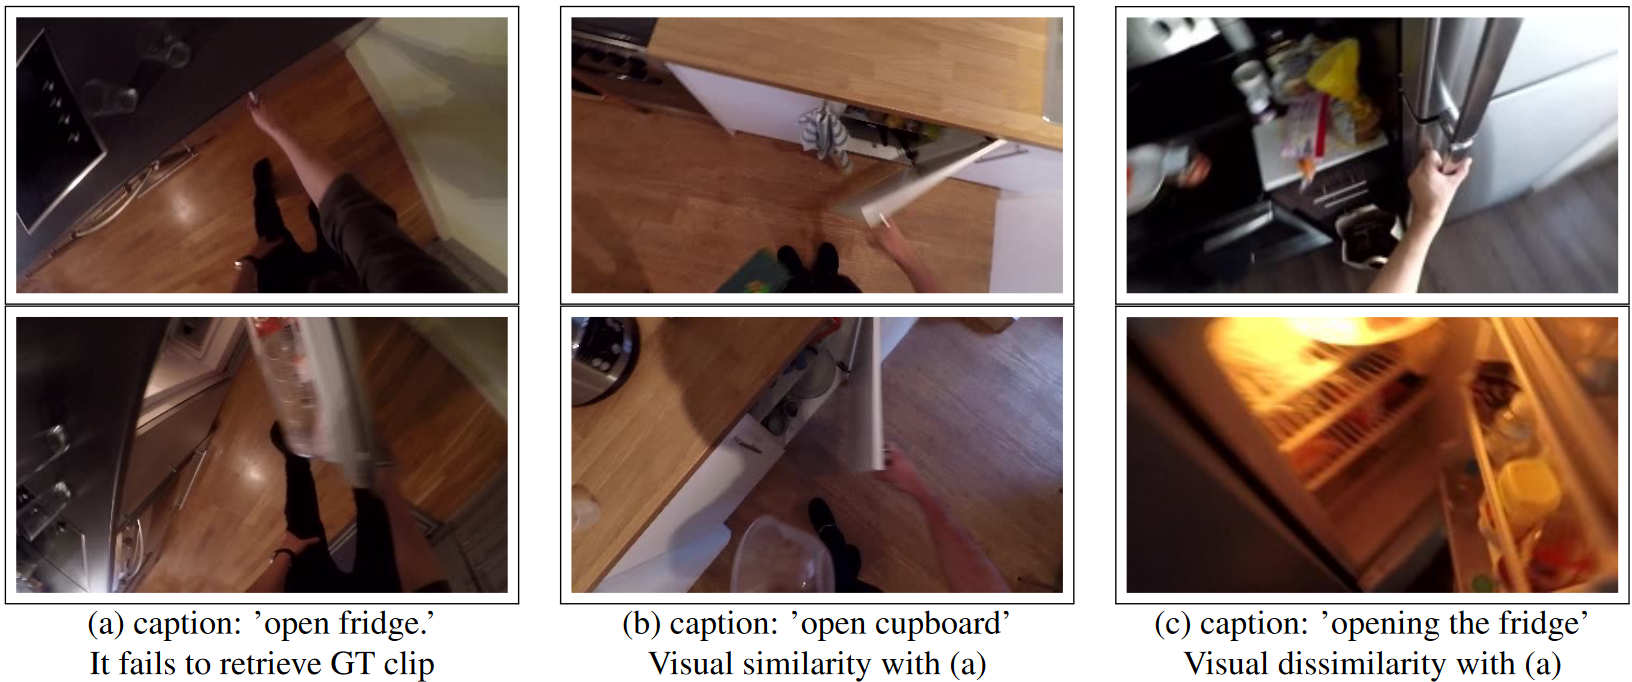 (a) caption: ’open fridge.’
It fails to retrieve GT clip
(b) caption: ’open cupboard’
Visual similarity with (a)
(c) caption: ’opening the fridge’
Visual dissimilarity with (a)